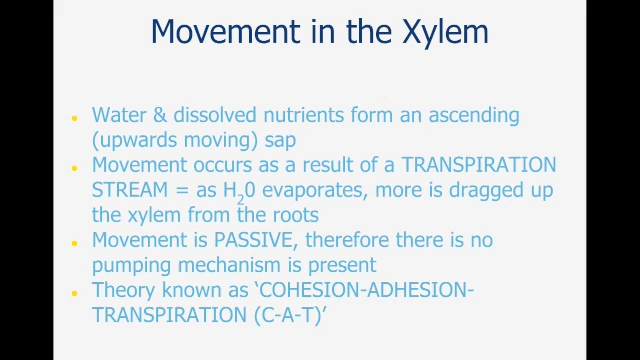 Movement in the Xylem
• Water & dissolved nutrients form an ascending
(upwards moving) sap
• Movement occurs as a result of a TRANSPIRATION
STREAM = as H₂0 evaporates, more is dragged up
the xylem from the roots
• Movement is PASSIVE, therefore there is no
pumping mechanism is present
• Theory known as ‘COHESION-ADHESION-
TRANSPIRATION (C-A-T)’